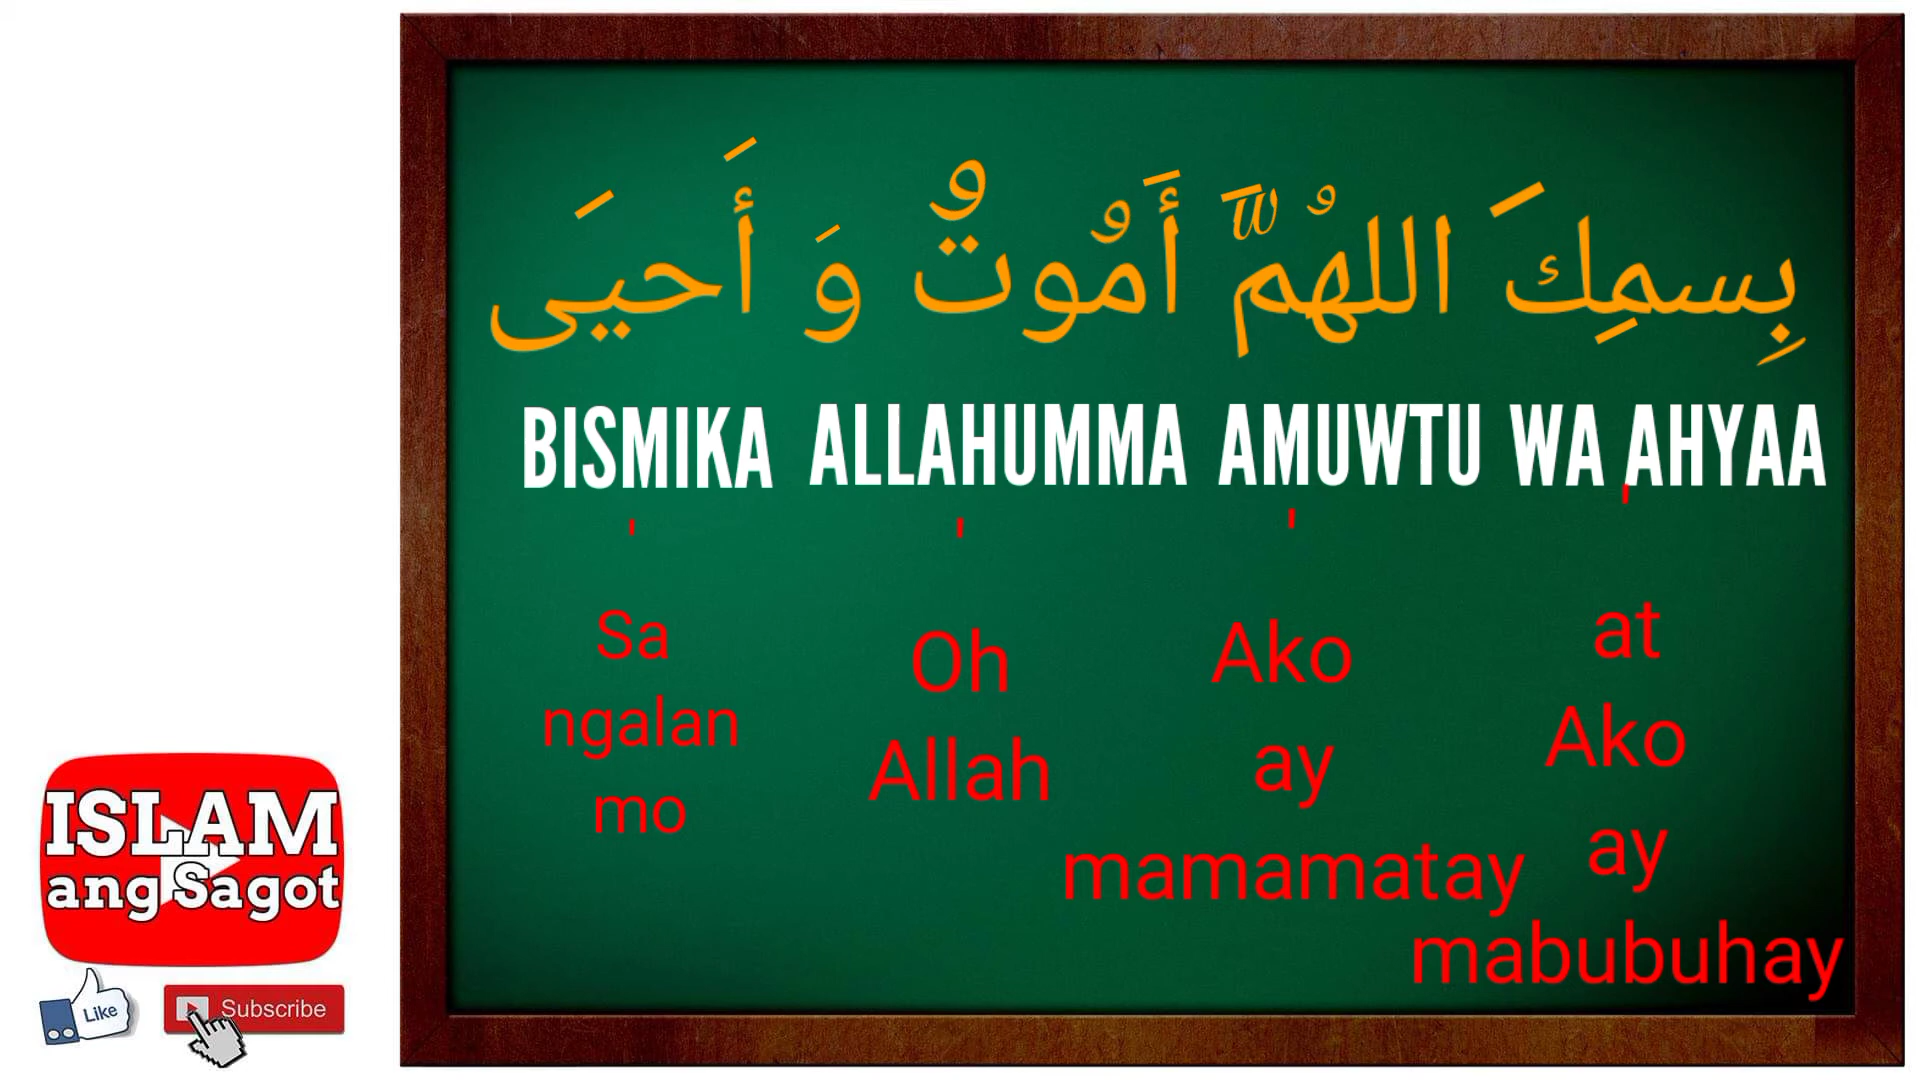 بِسمِكَ اللهُمَّ أَمُوتُ وَ أَحيَى
BISMIKA ALLAHUMMA AMUWTU WA AHYAA
Sa
ngalan
mo
Oh
Allah
Ako
ay
mamamatay
at
Ako
ay
mabubuhay
ISLAM
ang Sagot
Like
Subscribe